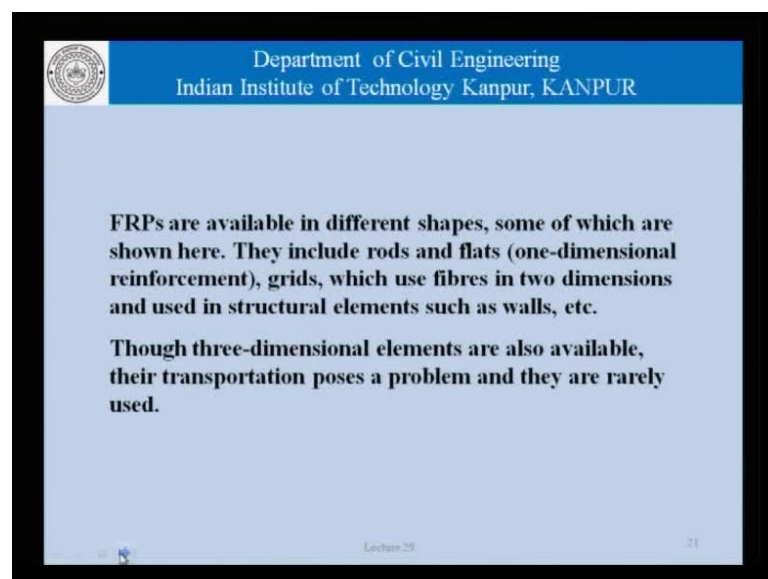 Department of Civil Engineering
Indian Institute of Technology Kanpur, KANPUR
FRPs are available in different shapes, some of which are
shown here. They include rods and flats (one-dimensional
reinforcement), grids, which use fibres in two dimensions
and used in structural elements such as walls, etc.
Though three-dimensional elements are also available,
their transportation poses a problem and they are rarely
used.
Lecture 29
21